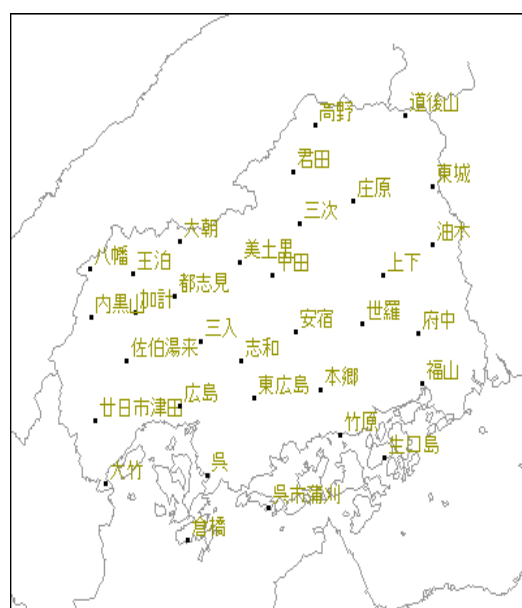 道後山
高野
君田
東城
庄原
三次
大朝
油木
美土里
八幡
王泊
甲田
上下
都志見
加計
内黒山
世羅
安宿
府中
三入
佐伯湯来
志和
福山
本郷
東広島
広島
廿日市津田
竹原
生口島
呉
大竹
呉市蒲刈
倉橋